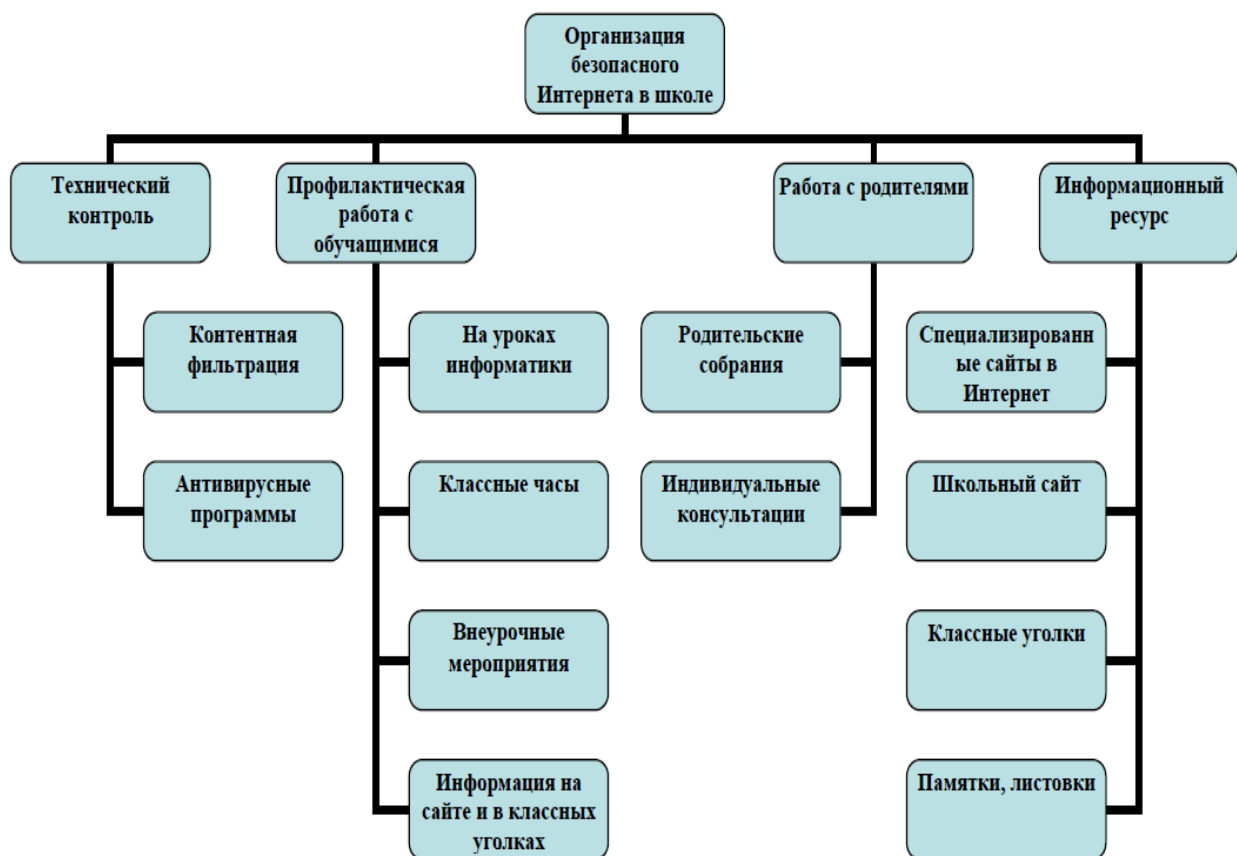 Организация
безопасного
Интернета в школе
Технический
контроль
Профилактическая
работа с
обучащимися
Работа с родителями
Информационный
ресурс
Контентная
фильтрация
На уроках
информатики
Родительские
собрания
Специализированн
ые сайты в
Интернет
Антивирусные
программы
Классные часы
Индивидуальные
консультации
Школьный сайт
Внеурочные
мероприятия
Классные уголки
Информация на
сайте и в классных
уголках
Памятки, листовки